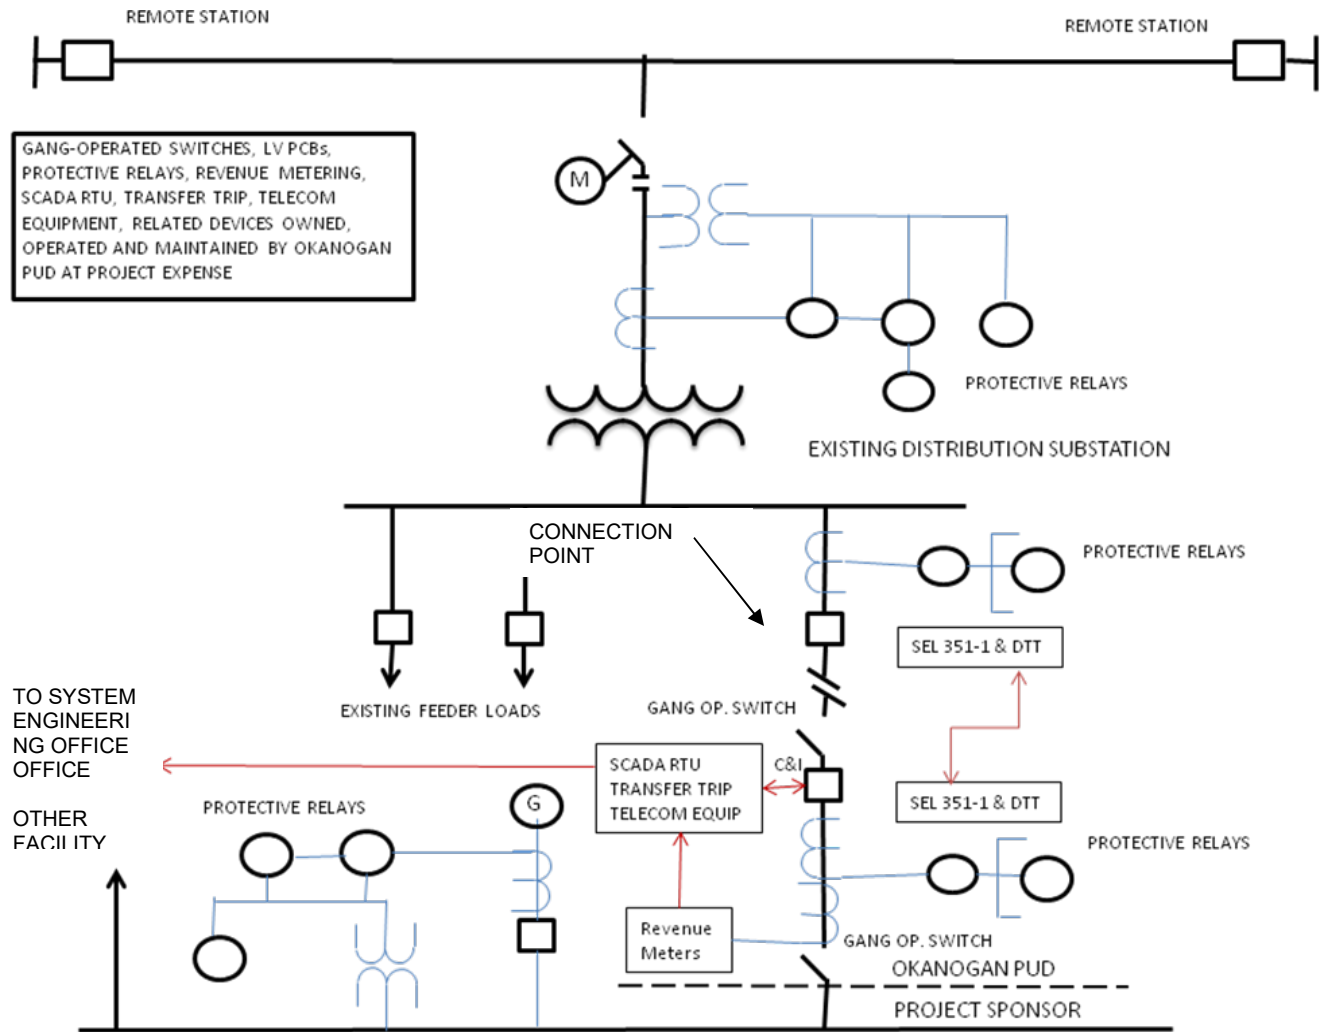 REMOTE STATION
REMOTE STATION
GANG-OPERATED SWITCHES, LV PCBs,
PROTECTIVE RELAYS, REVENUE METERING,
SCADA RTU, TRANSFER TRIP, TELECOM
EQUIPMENT, RELATED DEVICES OWNED,
OPERATED AND MAINTAINED BY OKANOGAN
PUD AT PROJECT EXPENSE
M
PROTECTIVE RELAYS
EXISTING DISTRIBUTION SUBSTATION
CONNECTION
POINT
PROTECTIVE RELAYS
SEL 351-1 & DTT
EXISTING FEEDER LOADS
GANG OP. SWITCH
TO SYSTEM
ENGINEERI
NG OFFICE
OFFICE
OTHER
FACILITY
SCADA RTU
TRANSFER TRIP
TELECOM EQUIP
C&I
SEL 351-1 & DTT
PROTECTIVE RELAYS
G
PROTECTIVE RELAYS
Revenue
Meters
GANG OP. SWITCH
OKANOGAN PUD
PROJECT SPONSOR